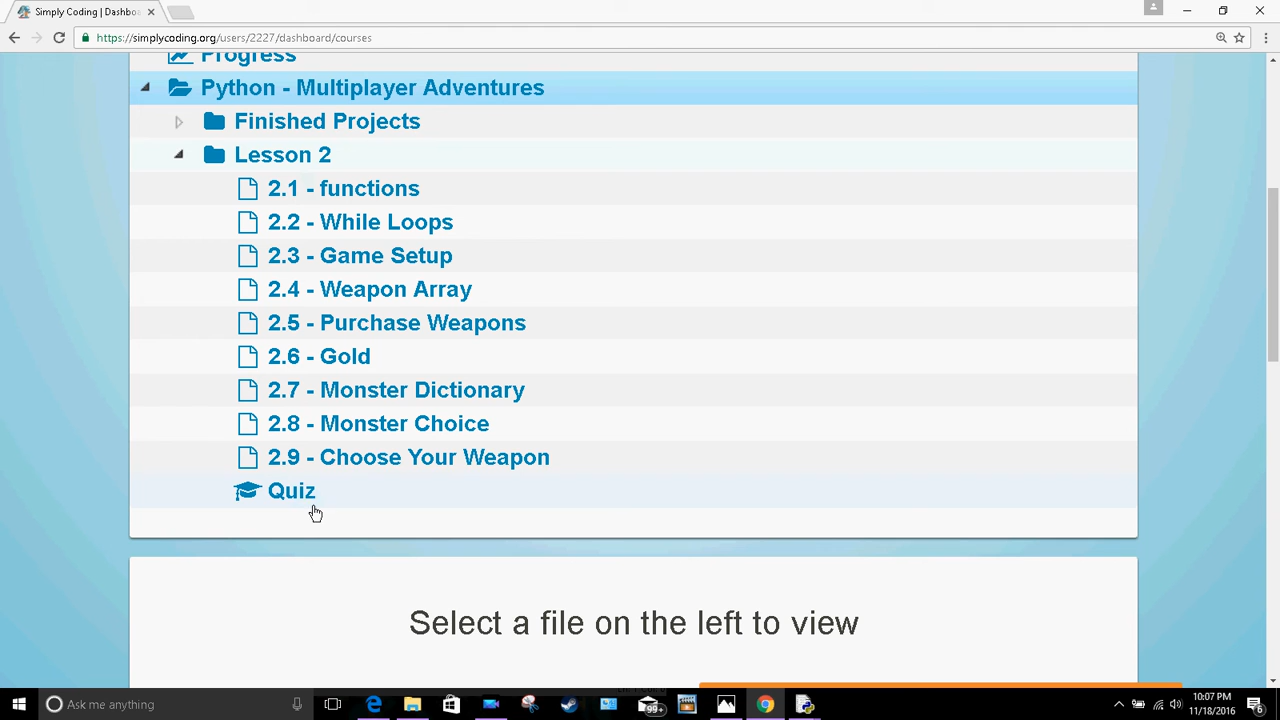 Simply Coding | Dashbo
https://simplycoding.org/users/2227/dashboard/courses
Progress
Python - Multiplayer Adventures
Finished Projects
Lesson 2
2.1 - functions
2.2 - While Loops
2.3 - Game Setup
2.4 - Weapon Array
2.5 - Purchase Weapons
2.6 - Gold
2.7 - Monster Dictionary
2.8 - Monster Choice
2.9 - Choose Your Weapon
Quiz
Select a file on the left to view
Ask me anything
99+
10:07 PM
11/18/2016
6